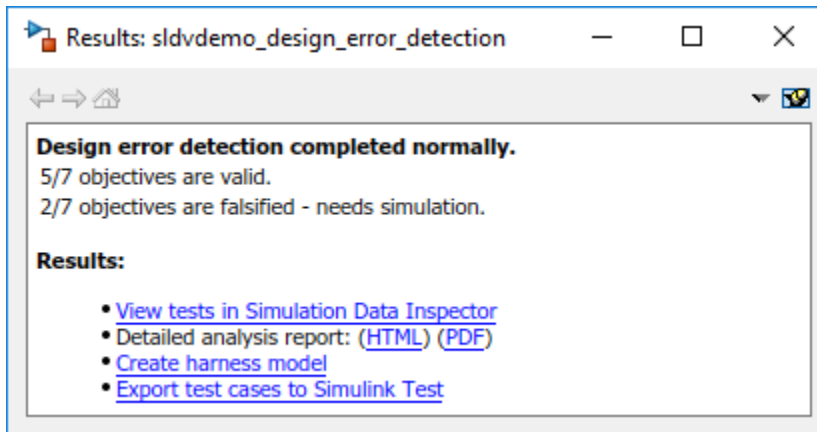 Results: sldvdemo_design_error_detection
Design error detection completed normally.
5/7 objectives are valid.
2/7 objectives are falsified - needs simulation.
Results:
• View tests in Simulation Data Inspector
• Detailed analysis report: (HTML) (PDF)
• Create harness model
• Export test cases to Simulink Test